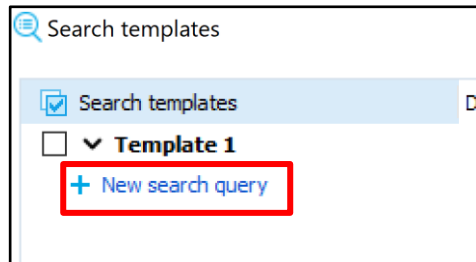 Search templates
Search templates D
Template 1
+ New search query